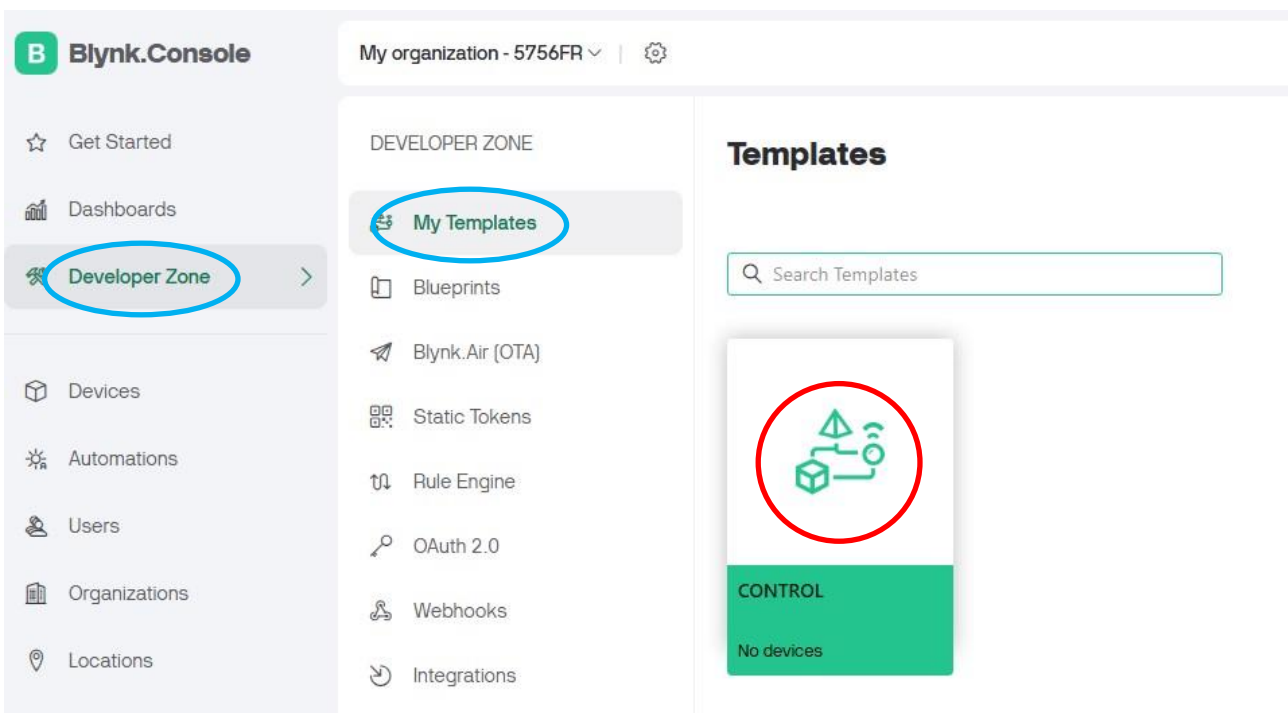 B Blynk.Console
My organization - 5756FR
Get Started
Dashboards
Developer Zone
Devices
Automations
Users
Organizations
Locations
DEVELOPER ZONE
My Templates
Blueprints
Blynk.Air (OTA)
Static Tokens
Rule Engine
OAuth 2.0
Webhooks
Integrations
Templates
Search Templates
CONTROL
No devices